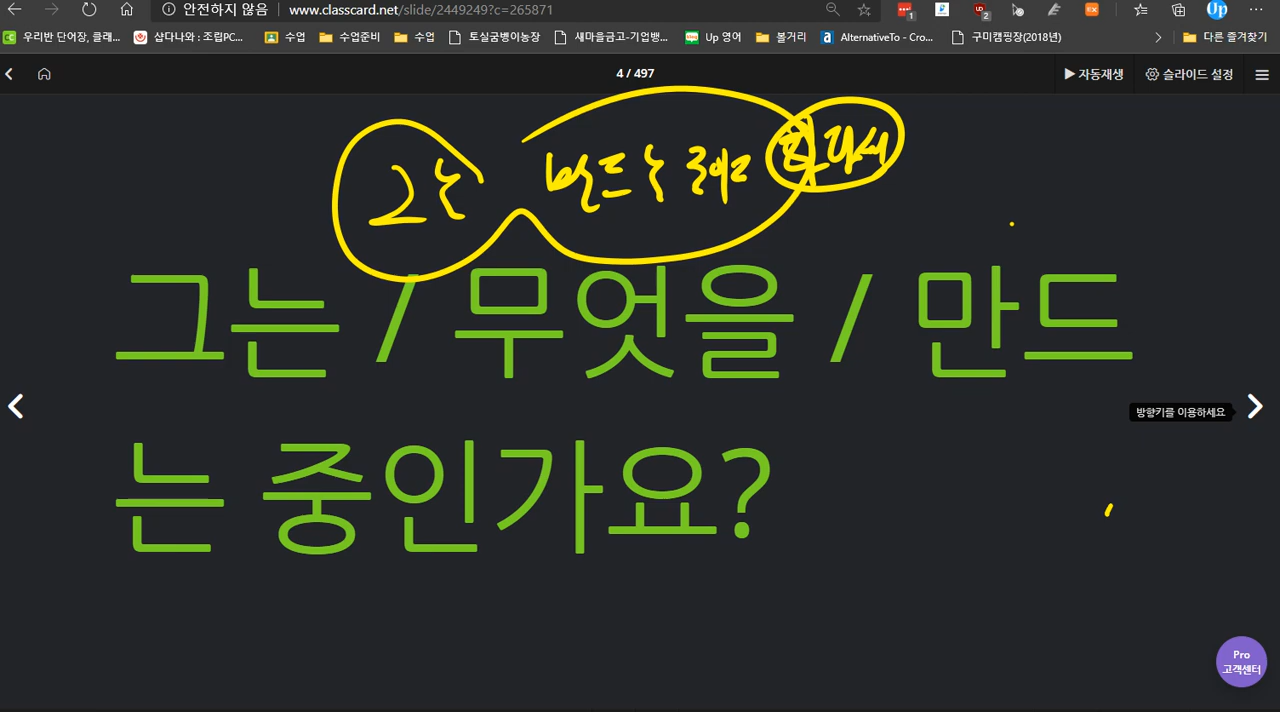 안전하지 않음 www.classcard.net/slide/2449249?c=265871
우리반 단어장, 클래... 샵다나와 : 조립PC... 수업 수업준비 수업 토실굼벵이농장 새마을금고-기업뱅... Up 영어 볼거리 AlternativeTo - Cro... 구미캠핑장(2018년) 다른 즐겨찾기
4 / 497 자동재생 슬라이드 설정
그는
그는 / 무엇을 / 만드
는 중인가요?
방향키를 이용하세요
Pro
고객센터